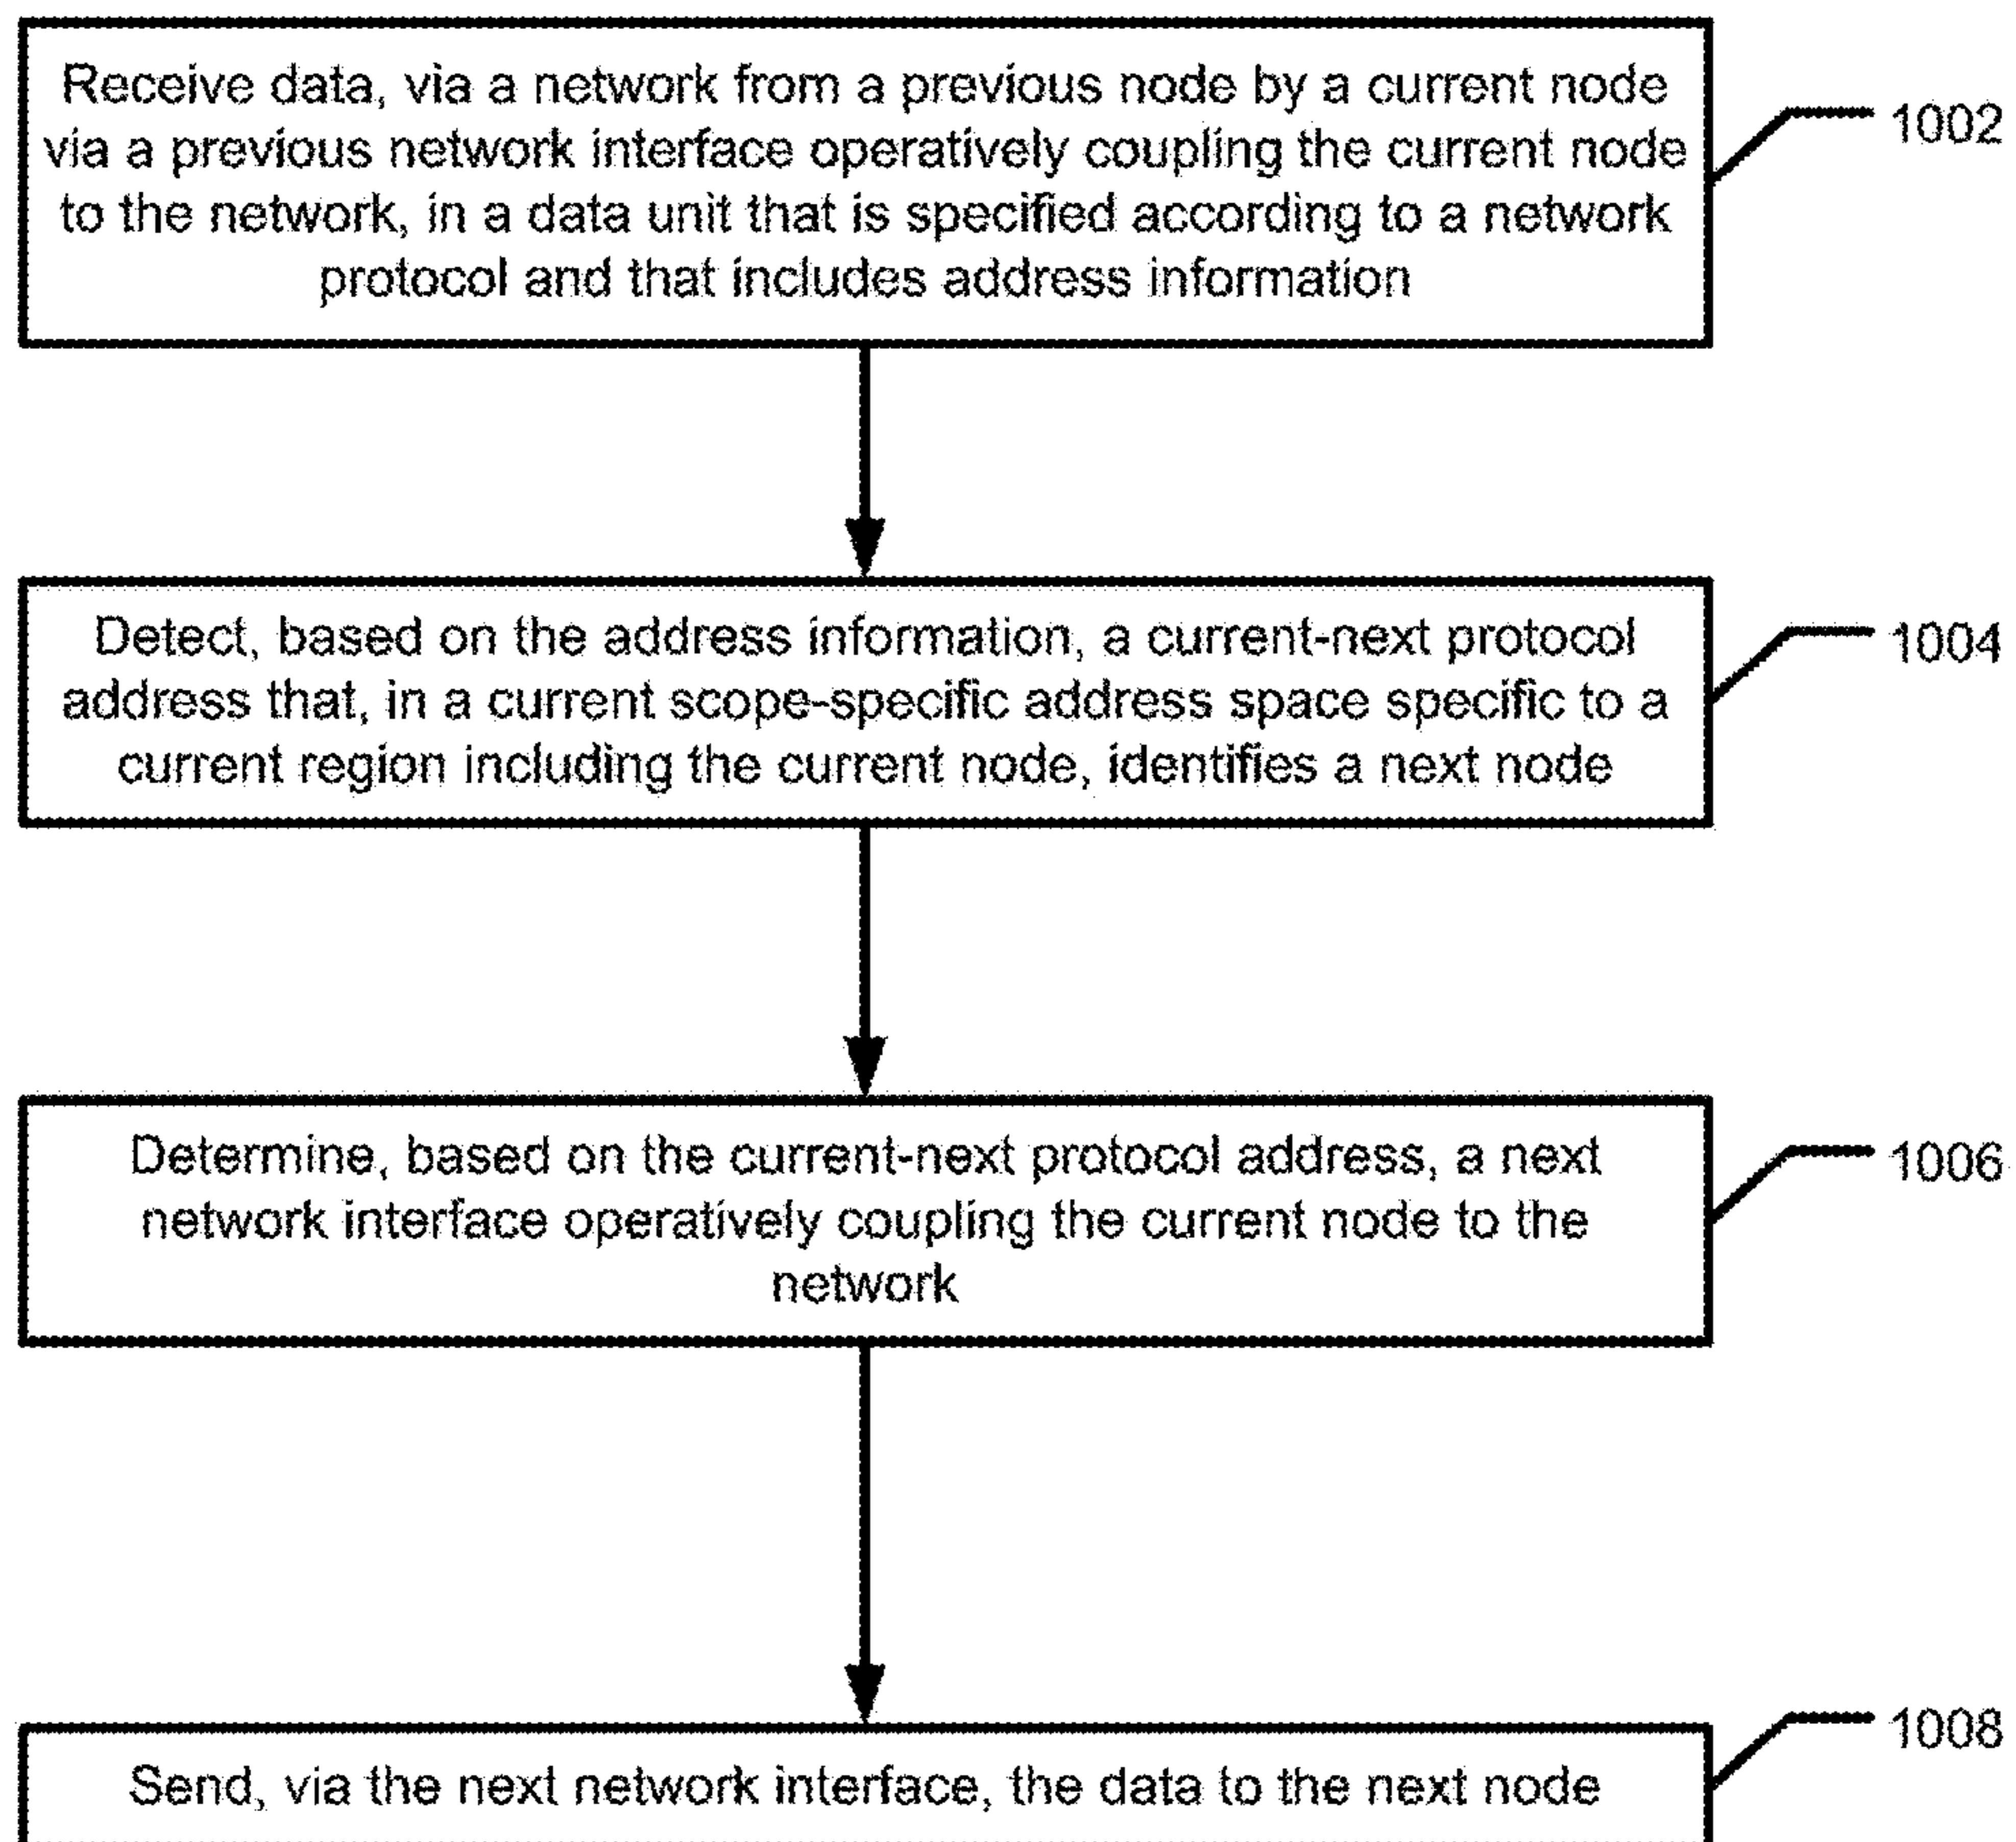 Receive data, via a network from a previous node by a current node
via a previous network interface operatively coupling the current node
to the network, in a data unit that is specified according to a network
protocol and that includes address information
1002
Detect, based on the address information, a current-next protocol
address that, in a current scope-specific address space specific to a
current region including the current node, identifies a next node
1004
Determine, based on the current-next protocol address, a next
network interface operatively coupling the current node to the
network
1006
Send, via the next network interface, the data to the next node
1008